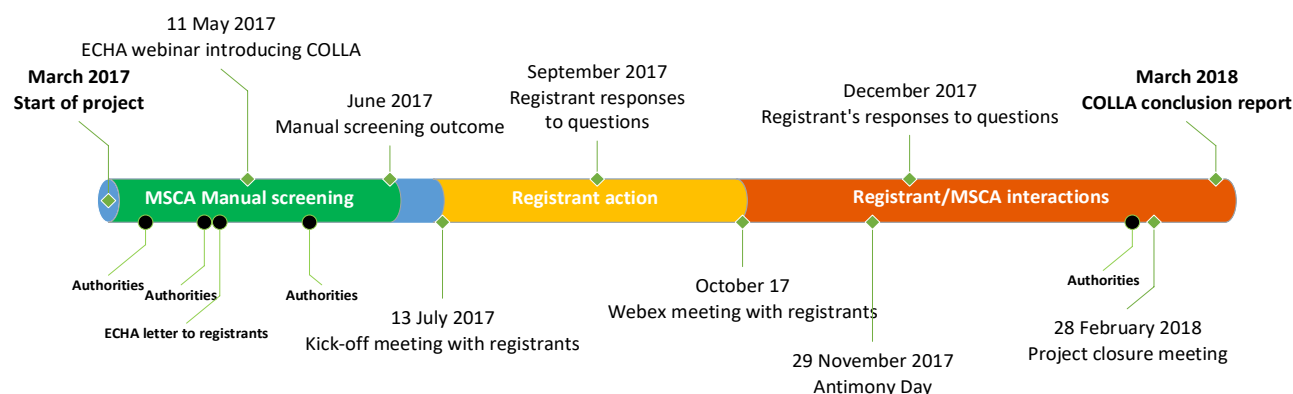 11 May 2017
ECHA webinar introducing COLLA
March 2017
Start of project
June 2017
Manual screening outcome
September 2017
Registrant responses
to questions
December 2017
Registrant's responses to questions
March 2018
COLLA conclusion report
MSCA Manual screening
Registrant action
Registrant/MSCA interactions
Authorities
Authorities
ECHA letter to registrants
Authorities
13 July 2017
Kick-off meeting with registrants
October 17
Webex meeting with registrants
29 November 2017
Antimony Day
Authorities
28 February 2018
Project closure meeting